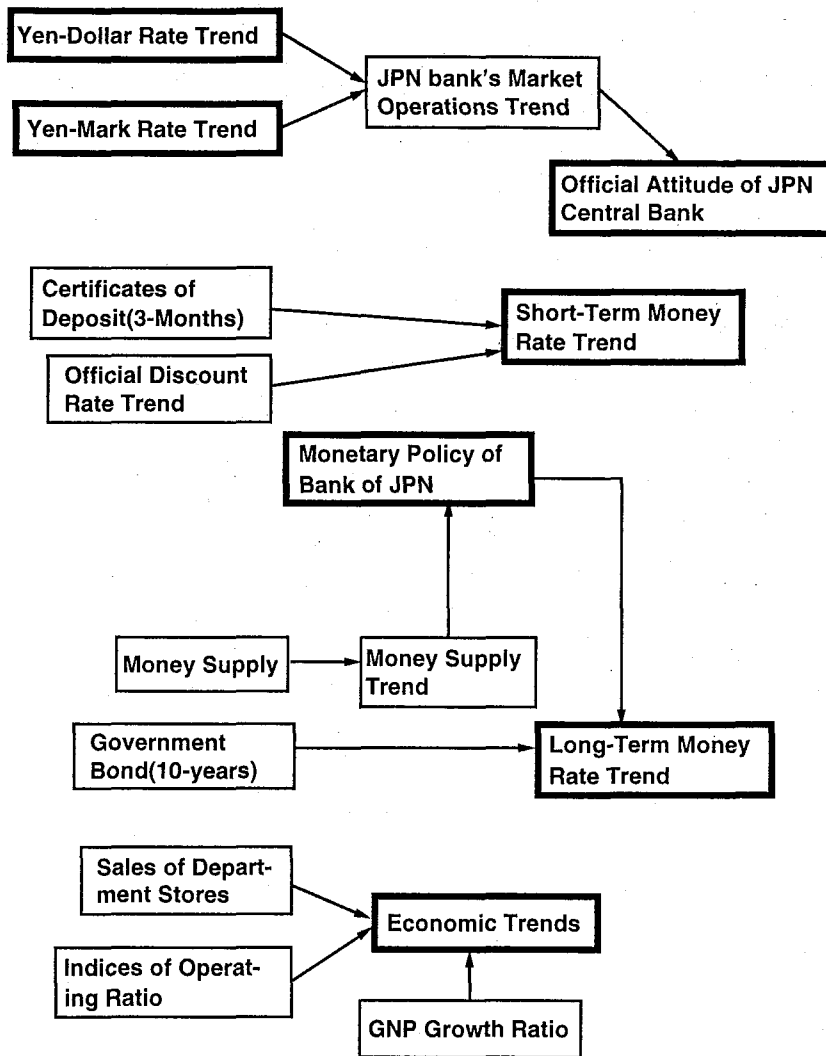 Yen-Dollar Rate Trend
JPN bank's Market
Operations Trend
Yen-Mark Rate Trend
Official Attitude of JPN
Central Bank
Certificates of
Deposit(3-Months)
Short-Term Money
Rate Trend
Official Discount
Rate Trend
Monetary Policy of
Bank of JPN
Money Supply
Money Supply
Trend
Government
Bond(10-years)
Long-Term Money
Rate Trend
Sales of Depart-
ment Stores
Economic Trends
Indices of Operat-
ing Ratio
GNP Growth Ratio